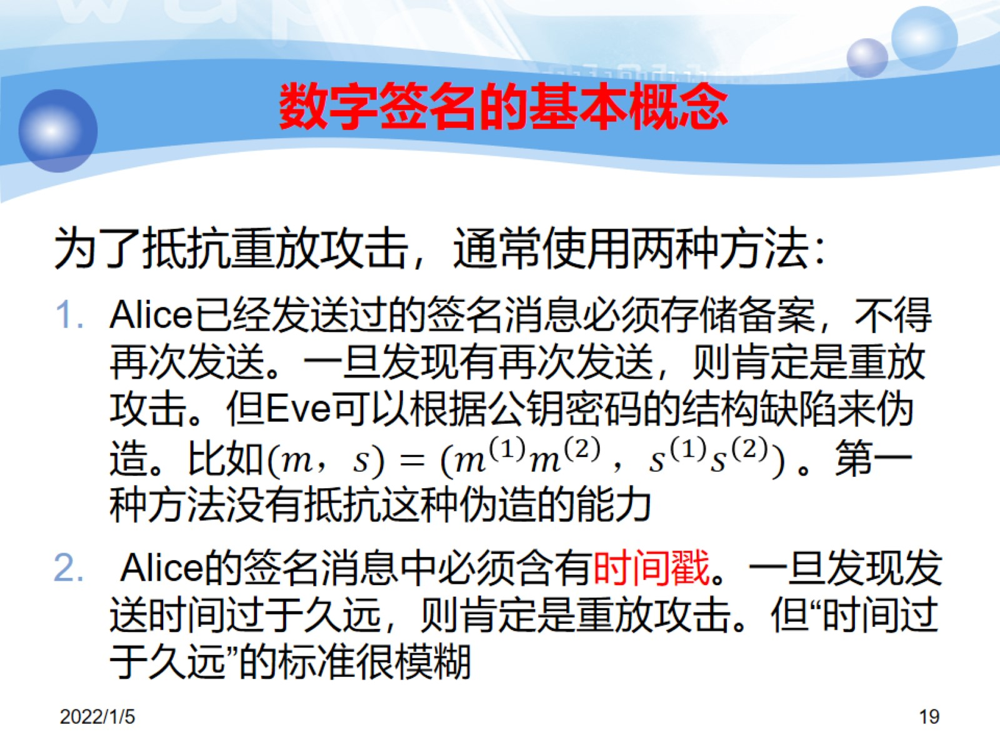 数字签名的基本概念
为了抵抗重放攻击，通常使用两种方法：
1. Alice已经发送过的签名消息必须存储备案，不得
再次发送。一旦发现有再次发送，则肯定是重放
攻击。但Eve可以根据公钥密码的结构缺陷来伪
造。比如(m，s) = (m⁽¹⁾m⁽²⁾，s⁽¹⁾s⁽²⁾) 。第一
种方法没有抵抗这种伪造的能力
2. Alice的签名消息中必须含有时间戳。一旦发现发
送时间过于久远，则肯定是重放攻击。但“时间过
于久远”的标准很模糊
2022/1/5
19